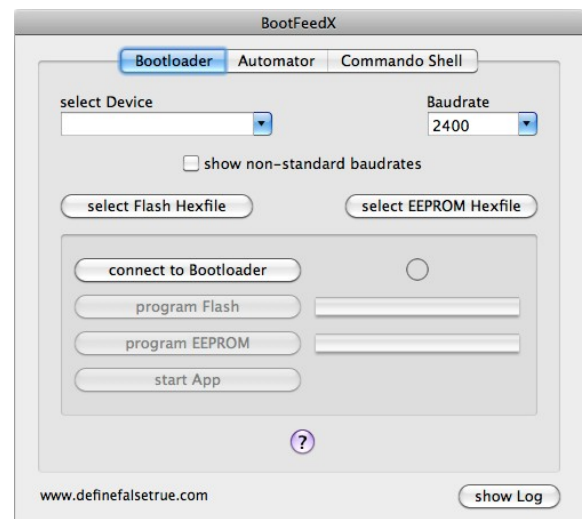 BootFeedX
Bootloader Automator Commando Shell
select Device Baudrate
2400
show non-standard baudrates
select Flash Hexfile select EEPROM Hexfile
connect to Bootloader
program Flash
program EEPROM
start App
?
www.definefalsetrue.com show Log